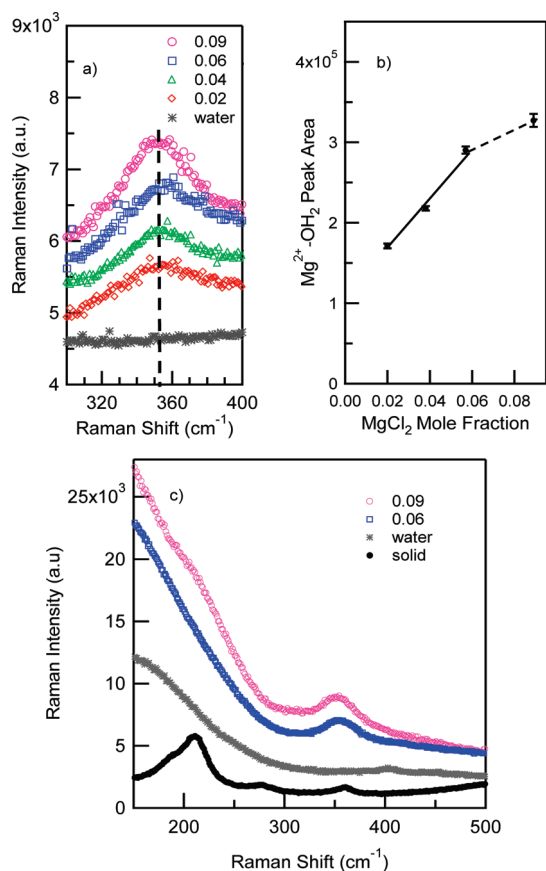 9x10³
8
7
6
5
4
Raman Intensity (a.u.)
a)
0.09
0.06
0.04
0.02
water
320
360
400
Raman Shift (cm⁻¹)
b)
4x10⁵
3
2
1
0
Mg²⁺-OH₂ Peak Area
0.00
0.02
0.04
0.06
0.08
MgCl₂ Mole Fraction
c)
25x10³
20
15
10
5
0
Raman Intensity (a.u)
0.09
0.06
water
solid
200
300
400
500
Raman Shift (cm⁻¹)